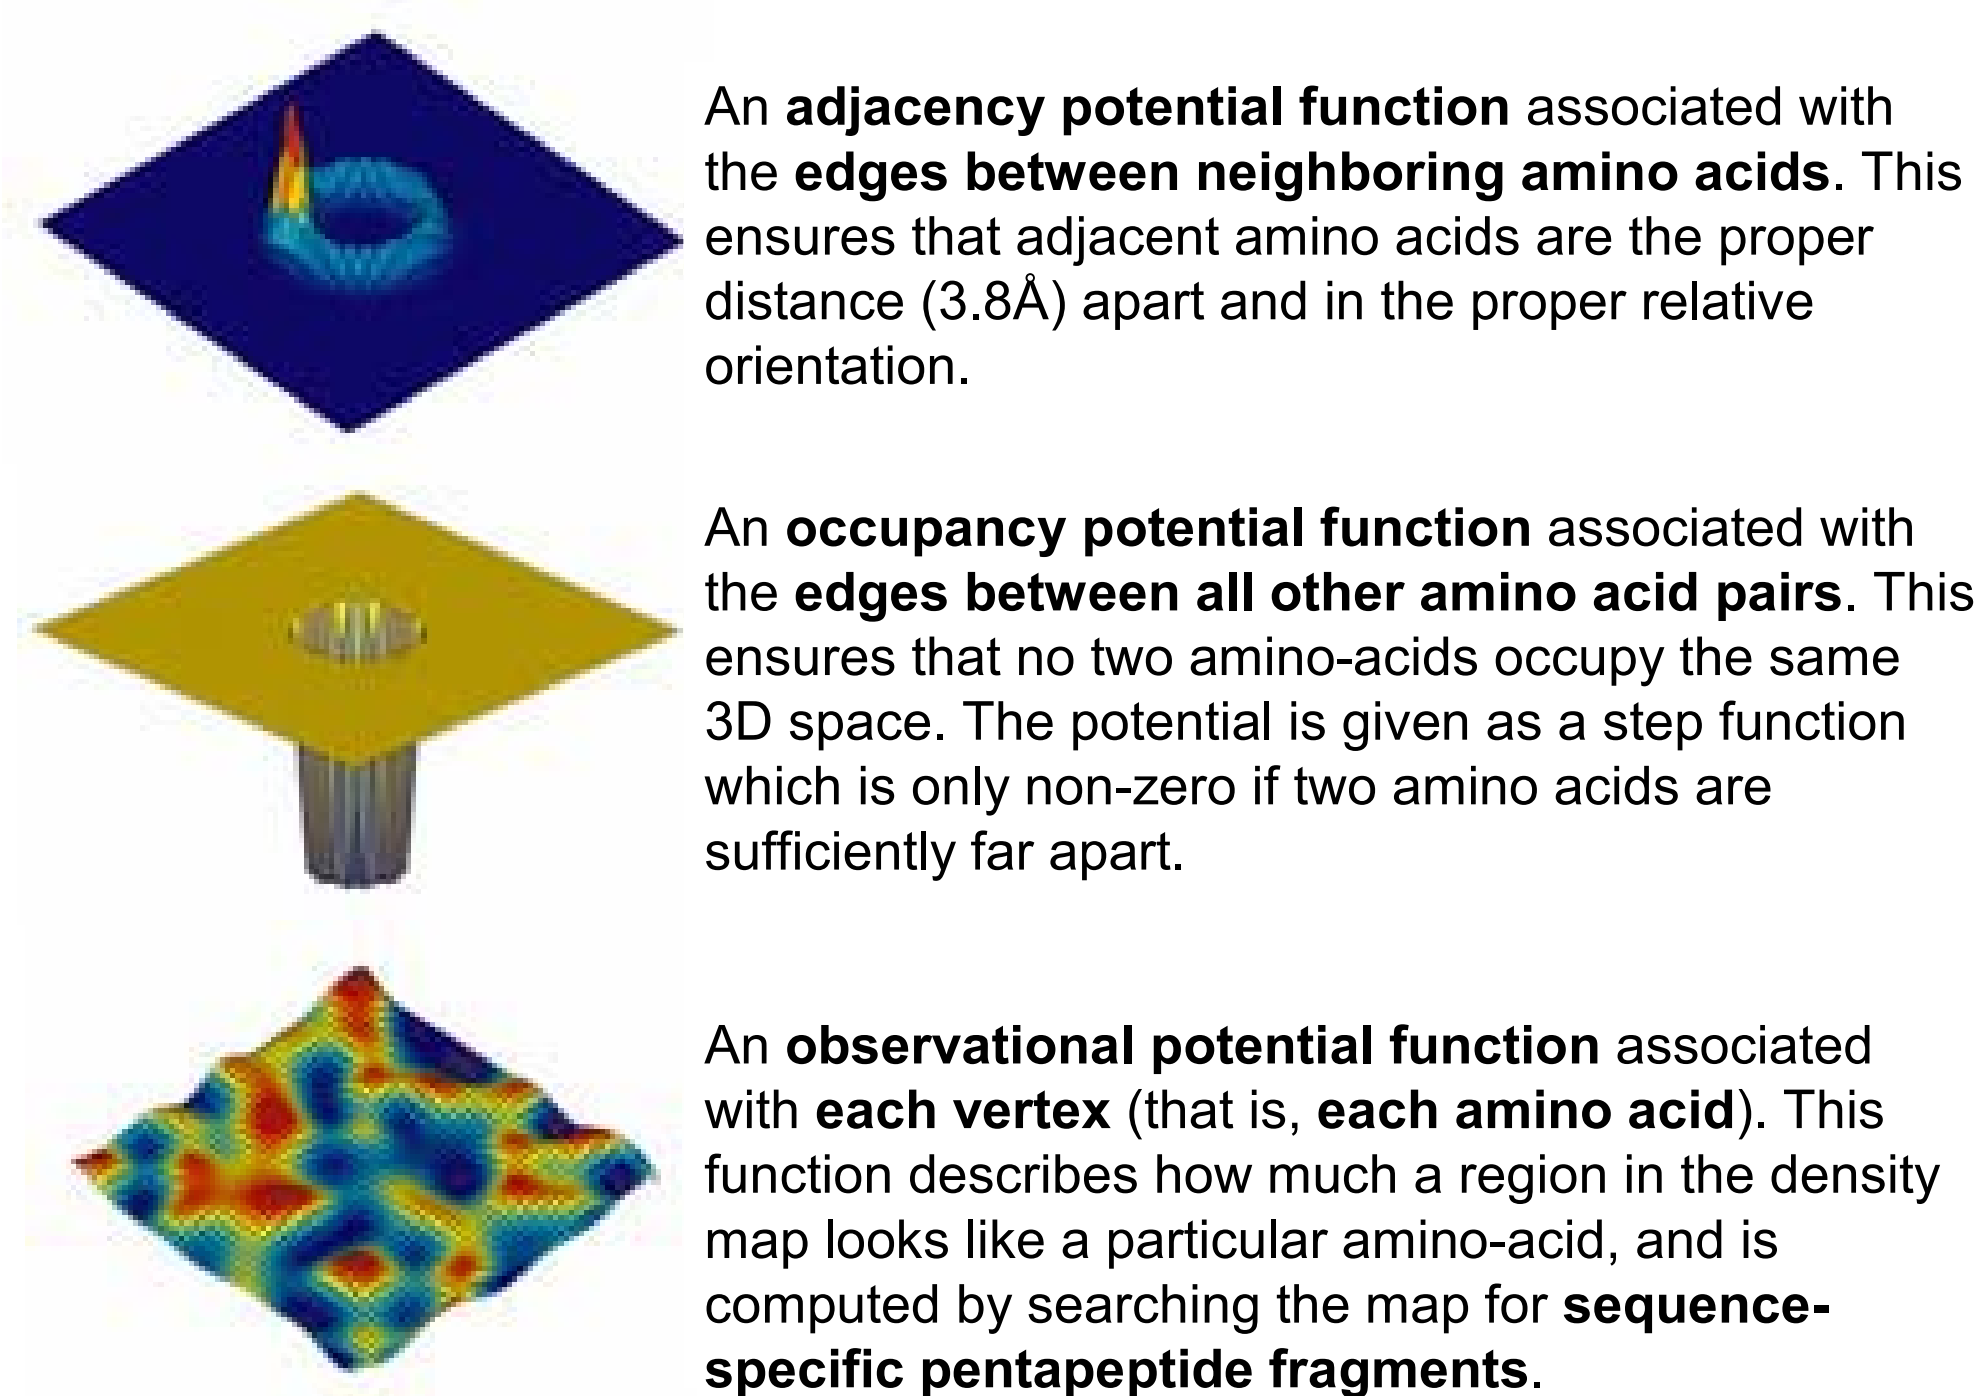 An adjacency potential function associated with
the edges between neighboring amino acids. This
ensures that adjacent amino acids are the proper
distance (3.8Å) apart and in the proper relative
orientation.
An occupancy potential function associated with
the edges between all other amino acid pairs. This
ensures that no two amino-acids occupy the same
3D space. The potential is given as a step function
which is only non-zero if two amino acids are
sufficiently far apart.
An observational potential function associated
with each vertex (that is, each amino acid). This
function describes how much a region in the density
map looks like a particular amino-acid, and is
computed by searching the map for sequence-
specific pentapeptide fragments.